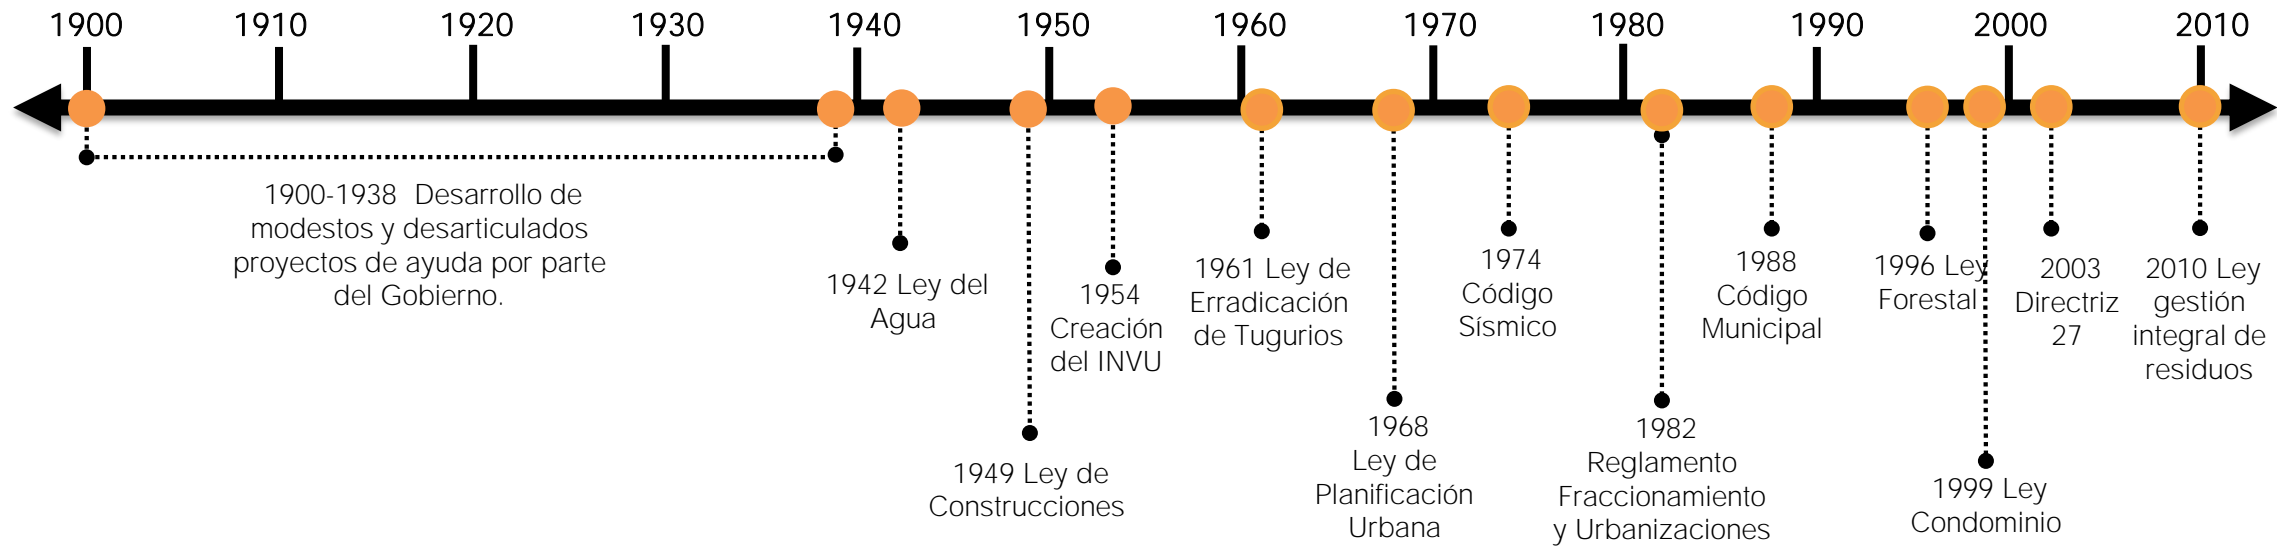 1900 1910 1920 1930 1940 1950 1960 1970 1980 1990 2000 2010
1900-1938 Desarrollo de
modestos y desarticulados
proyectos de ayuda por parte
del Gobierno.
1942 Ley del
Agua
1949 Ley de
Construcciones
1954
Creación
del INVU
1961 Ley de
Erradicación
de Tugurios
1968
Ley de
Planificación
Urbana
1974
Código
Sísmico
1982
Reglamento
Fraccionamiento
y Urbanizaciones
1988
Código
Municipal
1996 Ley
Forestal
1999 Ley
Condominio
2003
Directriz
27
2010 Ley
gestión
integral de
residuos